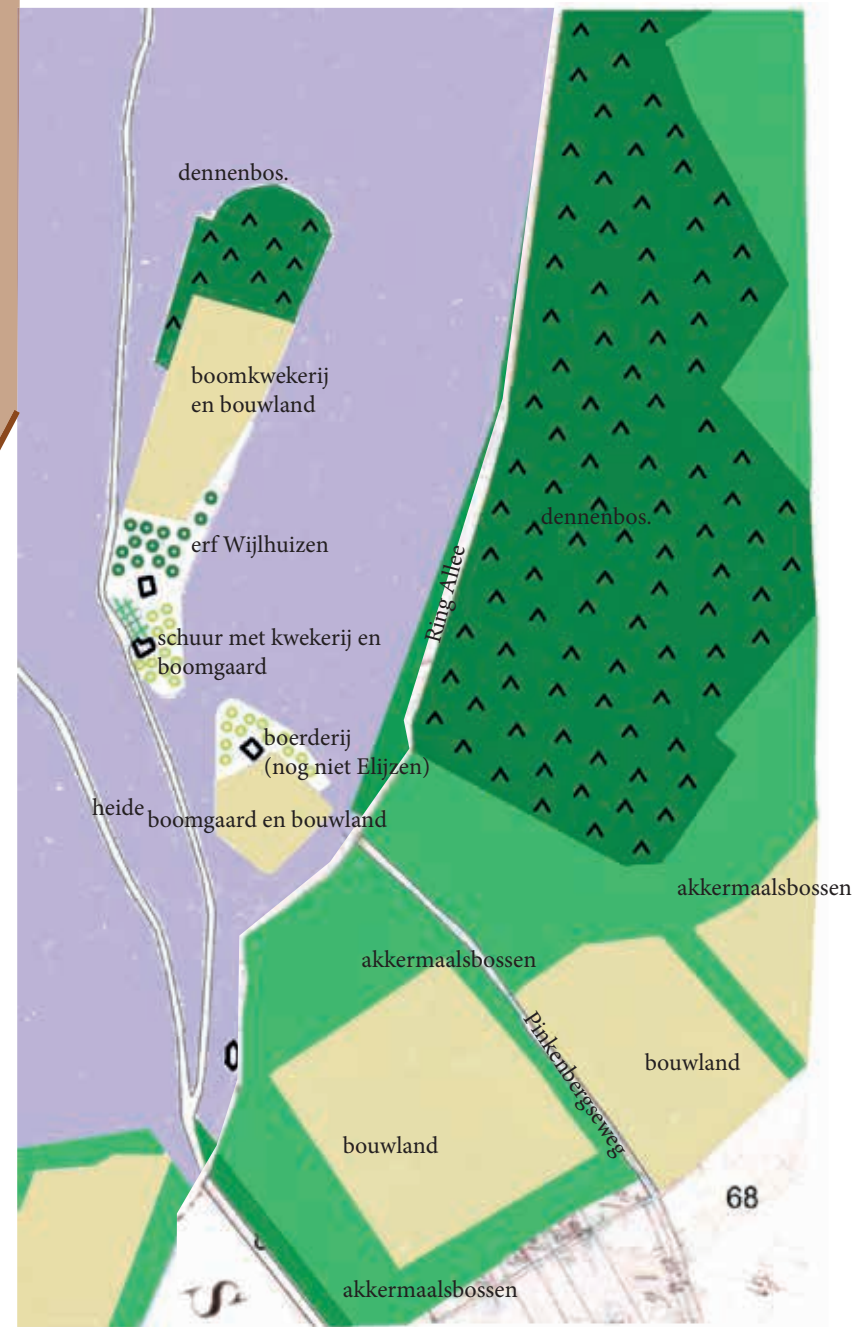 dennenbos.
boomkwekerij
en bouwland
dennenbos.
erf Wijlhuizen
Ring Allee
schuur met kwekerij en
boomgaard
boerderij
(nog niet Elijzen)
heide
boomgaard en bouwland
akkermaalsbossen
akkermaalsbossen
Pinkenbergseweg
bouwland
bouwland
68
akkermaalsbossen
S